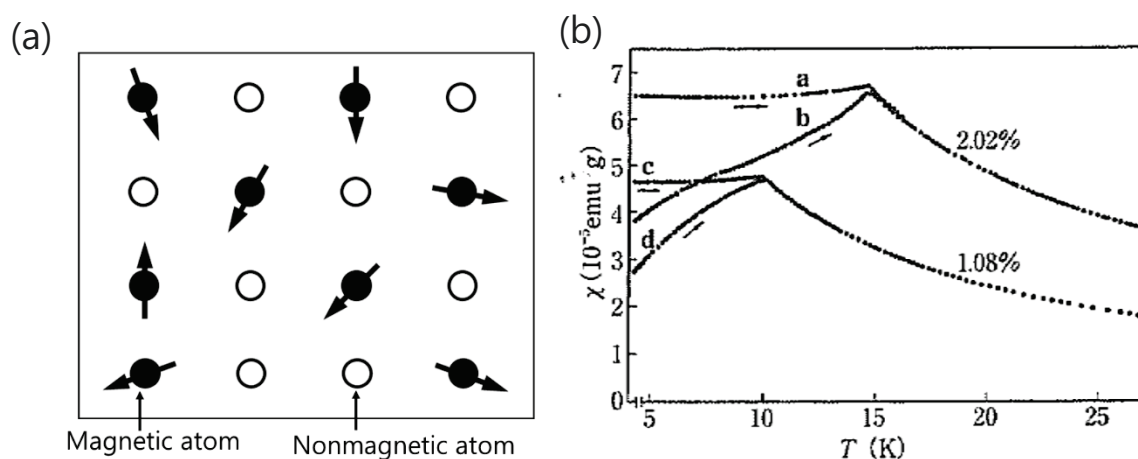 (a)
Magnetic atom
Nonmagnetic atom
(b)
χ (10⁻⁵emu/g)
7
6
5
4
3
2
1
0
a
b
c
d
2.02%
1.08%
5 10 15 20 25
T (K)